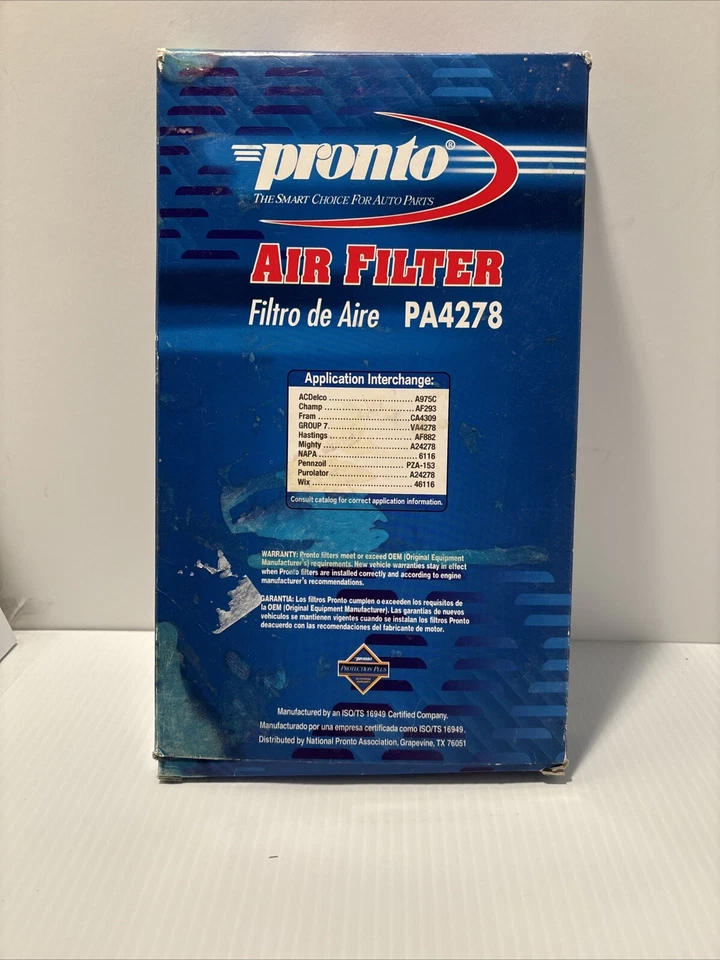 pronto®
THE SMART CHOICE FOR AUTO PARTS
AIR FILTER
Filtro de Aire PA4278
Application Interchange:
ACDelco ........................ A975C
Champ ........................ AF293
Fram ........................ CA4309
GROUP 7 ........................ VA4278
Hastings ........................ AF882
Mighty ........................ A24278
NAPA ........................ 6116
Pennzoil ........................ PZA-153
Purolator ........................ A24278
Wix ........................ 46116
Consult catalog for correct application information.
WARRANTY: Pronto filters meet or exceed OEM (Original Equipment
Manufacturer's) requirements. New vehicle warranties stay in effect
when Pronto filters are installed correctly and according to engine
manufacturer's recommendations.
GARANTIA: Los filtros Pronto cumplen o exceeden los requisitos de
la OEM (Original Equipment Manufacturer). Las garantías de nuevos
vehículos se mantienen vigentes cuando se instalan los filtros Pronto
deacuerdo con las recomendaciones del fabricante de motor.
pronto
PROTECTION PLUS
Manufactured by an ISO/TS 16949 Certified Company.
Manufacturado por una empresa certificada como ISO/TS 16949.
Distributed by National Pronto Association, Grapevine, TX 76051